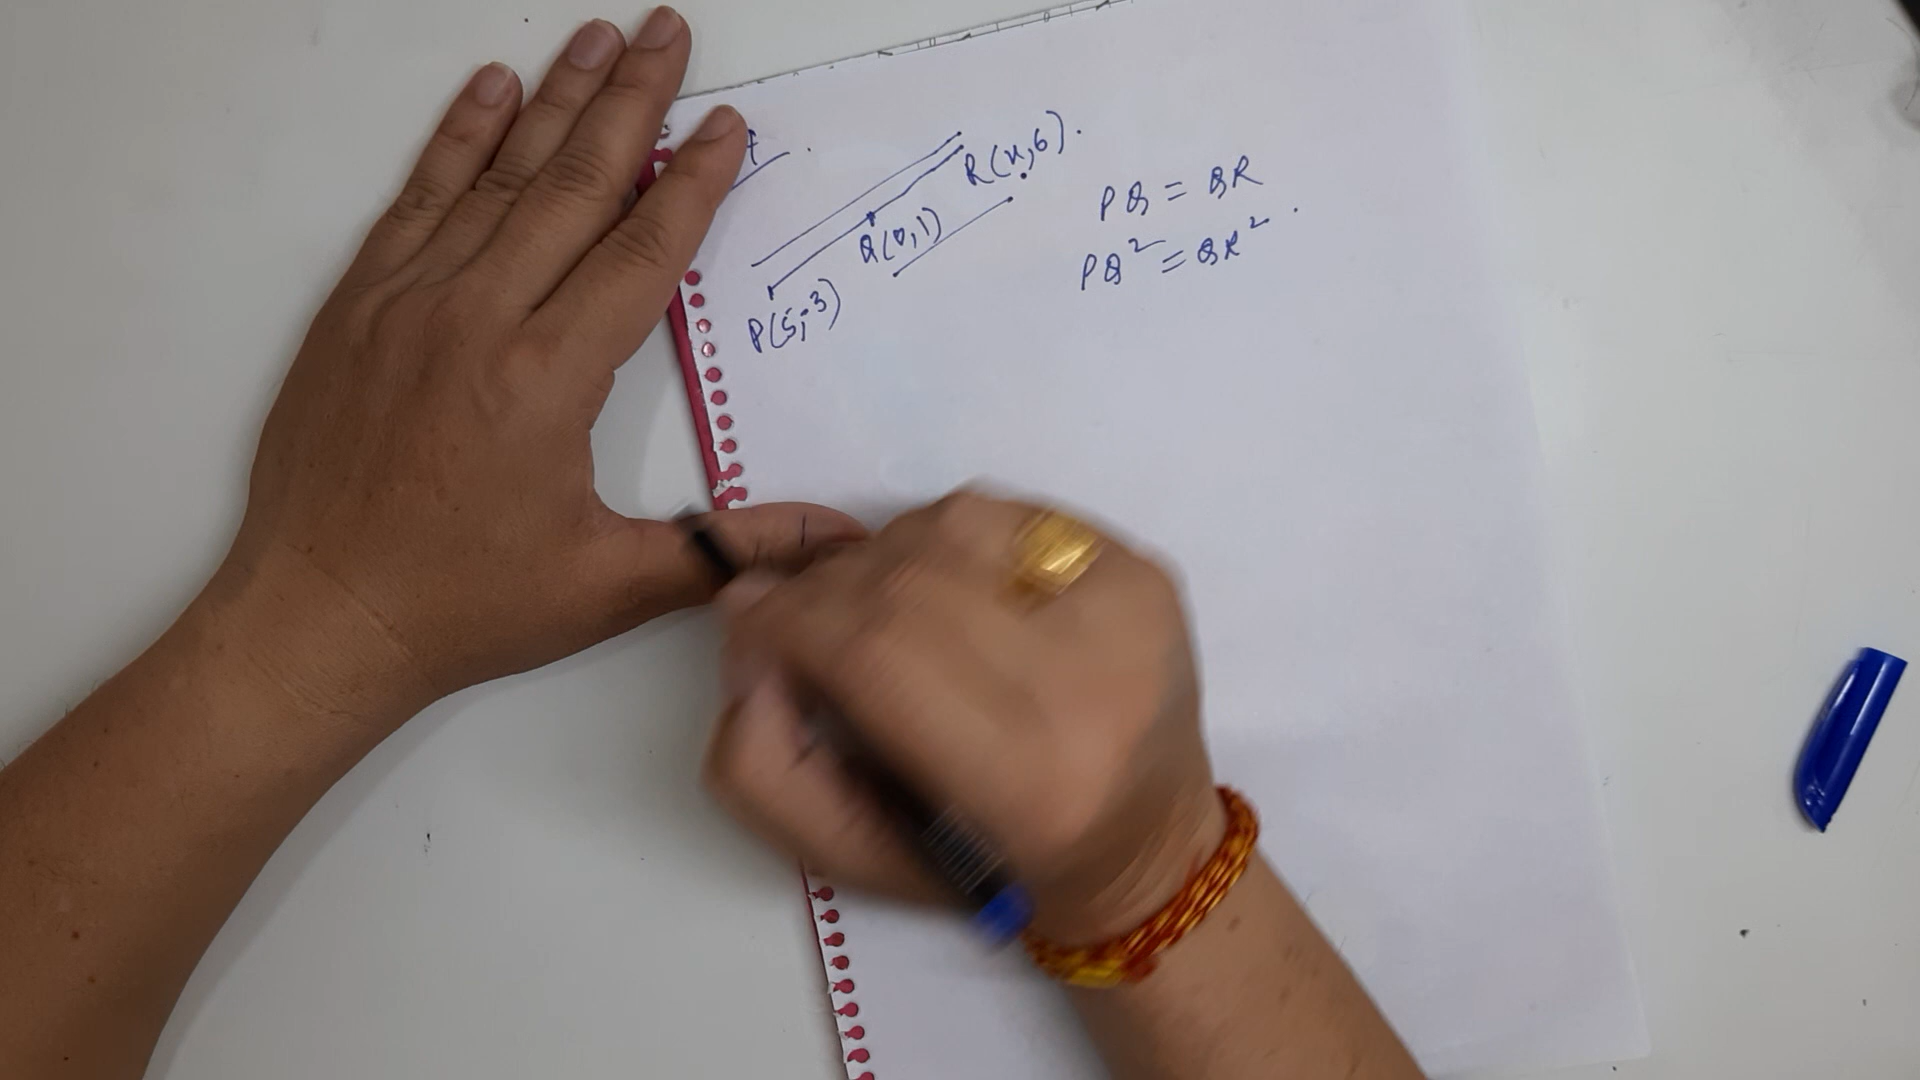 R(x,6).
Q(0,1)
P(5,-3)
PQ = QR
PQ² = QR².